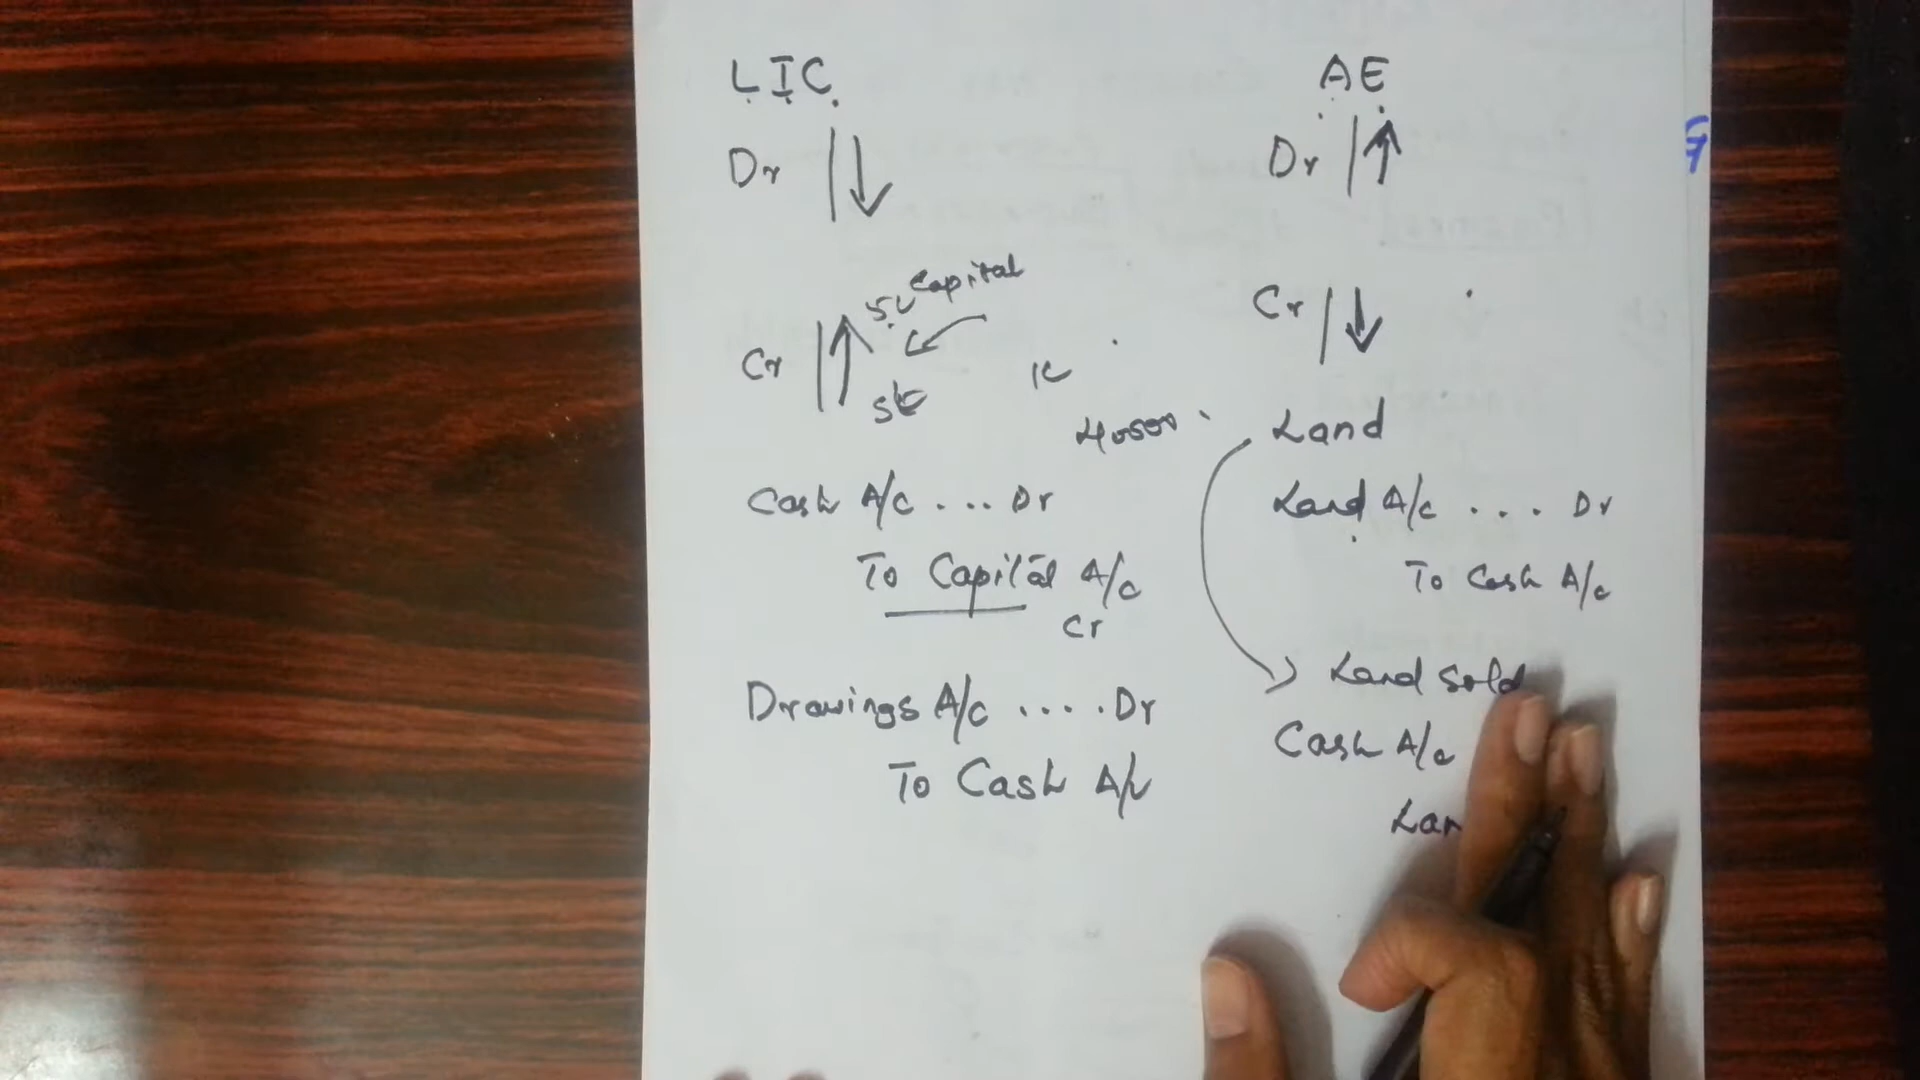 LIC
Dr
Capital
5L
Cr
Cash A/c .... Dr
To Capital A/c
Cr
Drawings A/c ..... Dr
To Cash A/c
AE
Dr
Cr
Land
Land A/c .... Dr
To Cash A/c
Land Sold
Cash A/c